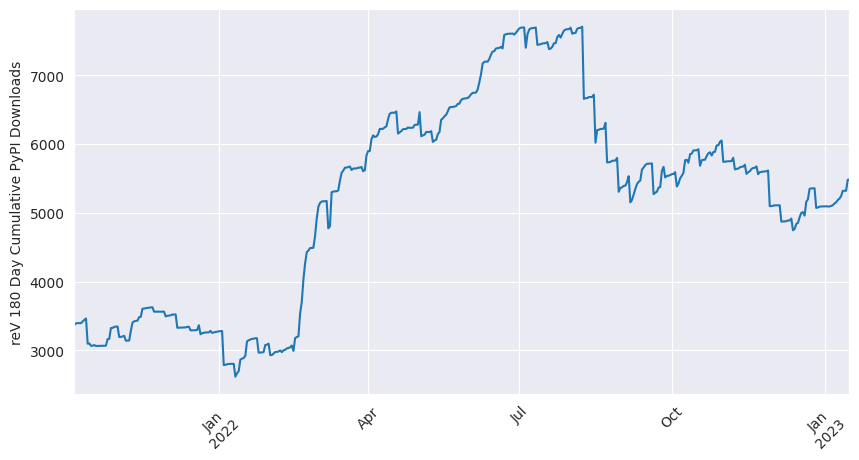 reV 180 Day Cumulative PyPI Downloads
7000
6000
5000
4000
3000
Jan
2022
Apr
Jul
Oct
Jan
2023